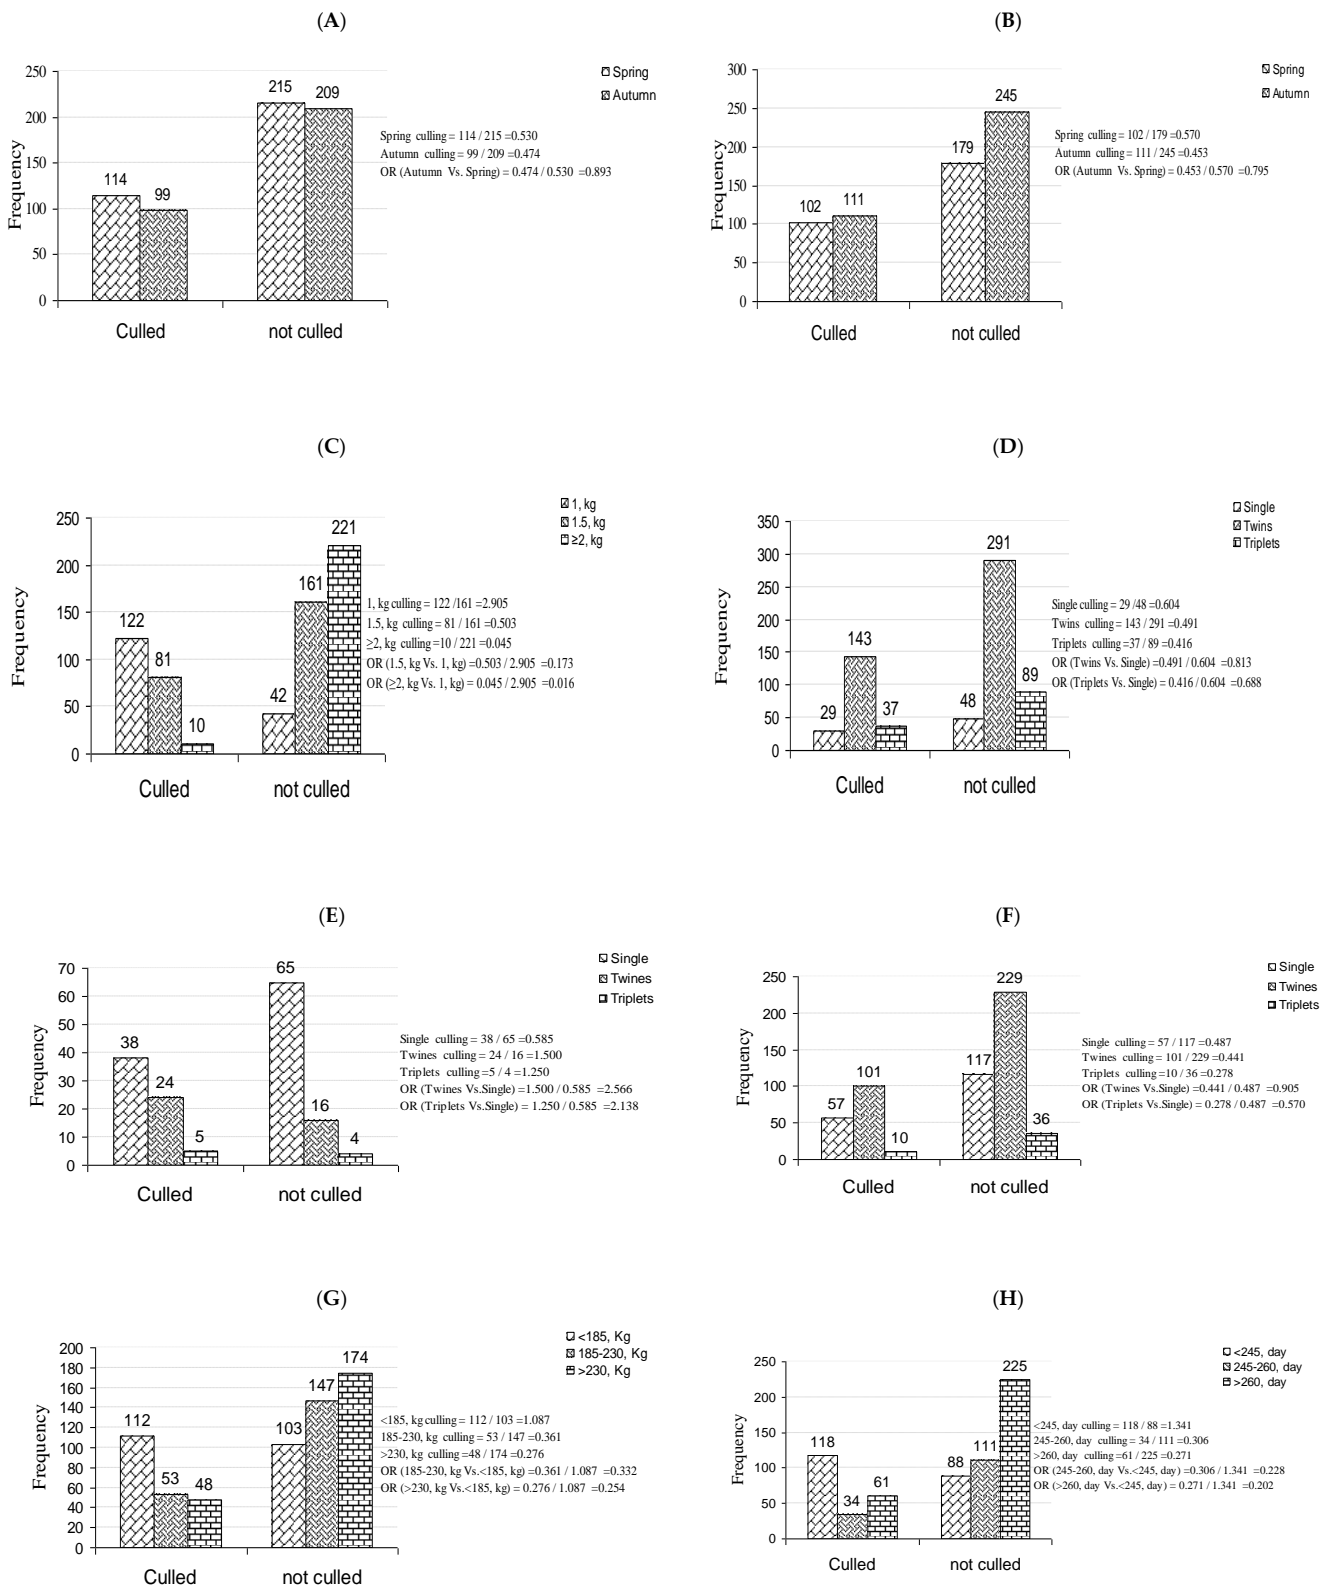 (A)
250
200
150
100
50
0
Frequency
114
99
215
209
Culled
not culled
Spring
Autumn
Spring culling = 114 / 215 =0.530
Autumn culling = 99 / 209 =0.474
OR (Autumn Vs. Spring) = 0.474 / 0.530 =0.893
(B)
300
250
200
150
100
50
0
Frequency
102
111
179
245
Culled
not culled
Spring
Autumn
Spring culling = 102 / 179 =0.570
Autumn culling = 111 / 245 =0.453
OR (Autumn Vs. Spring) = 0.453 / 0.570 =0.795
(C)
250
200
150
100
50
0
Frequency
122
81
10
42
161
221
Culled
not culled
1, kg
1.5, kg
≥2, kg
1, kg culling = 122 /161 =2.905
1.5, kg culling = 81 / 161 =0.503
≥2, kg culling =10 / 221 =0.045
OR (1.5, kg Vs. 1, kg) =0.503 / 2.905 =0.173
OR (≥2, kg Vs. 1, kg) = 0.045 / 2.905 =0.016
(D)
350
300
250
200
150
100
50
0
Frequency
29
143
37
48
291
89
Culled
not culled
Single
Twins
Triplets
Single culling = 29 /48 =0.604
Twins culling = 143 / 291 =0.491
Triplets culling =37 / 89 =0.416
OR (Twins Vs. Single) =0.491 / 0.604 =0.813
OR (Triplets Vs. Single) = 0.416 / 0.604 =0.688
(E)
70
60
50
40
30
20
10
0
Frequency
38
24
5
65
16
4
Culled
not culled
Single
Twines
Triplets
Single culling = 38 / 65 =0.585
Twines culling = 24 / 16 =1.500
Triplets culling =5 / 4 =1.250
OR (Twines Vs.Single) =1.500 / 0.585 =2.566
OR (Triplets Vs.Single) = 1.250 / 0.585 =2.138
(F)
250
200
150
100
50
0
Frequency
57
101
10
117
229
36
Culled
not culled
Single
Twines
Triplets
Single culling = 57 / 117 =0.487
Twines culling = 101 / 229 =0.441
Triplets culling =10 / 36 =0.278
OR (Twines Vs.Single) =0.441 / 0.487 =0.905
OR (Triplets Vs.Single) = 0.278 / 0.487 =0.570
(G)
200
180
160
140
120
100
80
60
40
20
0
Frequency
112
53
48
103
147
174
Culled
not culled
<185, Kg
185-230, Kg
>230, Kg
<185, kg culling = 112 / 103 =1.087
185-230, kg culling = 53 / 147 =0.361
>230, kg culling =48 / 174 =0.276
OR (185-230, kg Vs.<185, kg) =0.361 / 1.087 =0.332
OR (>230, kg Vs.<185, kg) = 0.276 / 1.087 =0.254
(H)
250
200
150
100
50
0
Frequency
118
34
61
88
111
225
Culled
not culled
<245, day
245-260, day
>260, day
<245, day culling = 118 / 88 =1.341
245-260, day culling = 34 / 111 =0.306
>260, day culling =61 / 225 =0.271
OR (245-260, day Vs.<245, day) =0.306 / 1.341 =0.228
OR (>260, day Vs.<245, day) = 0.271 / 1.341 =0.202